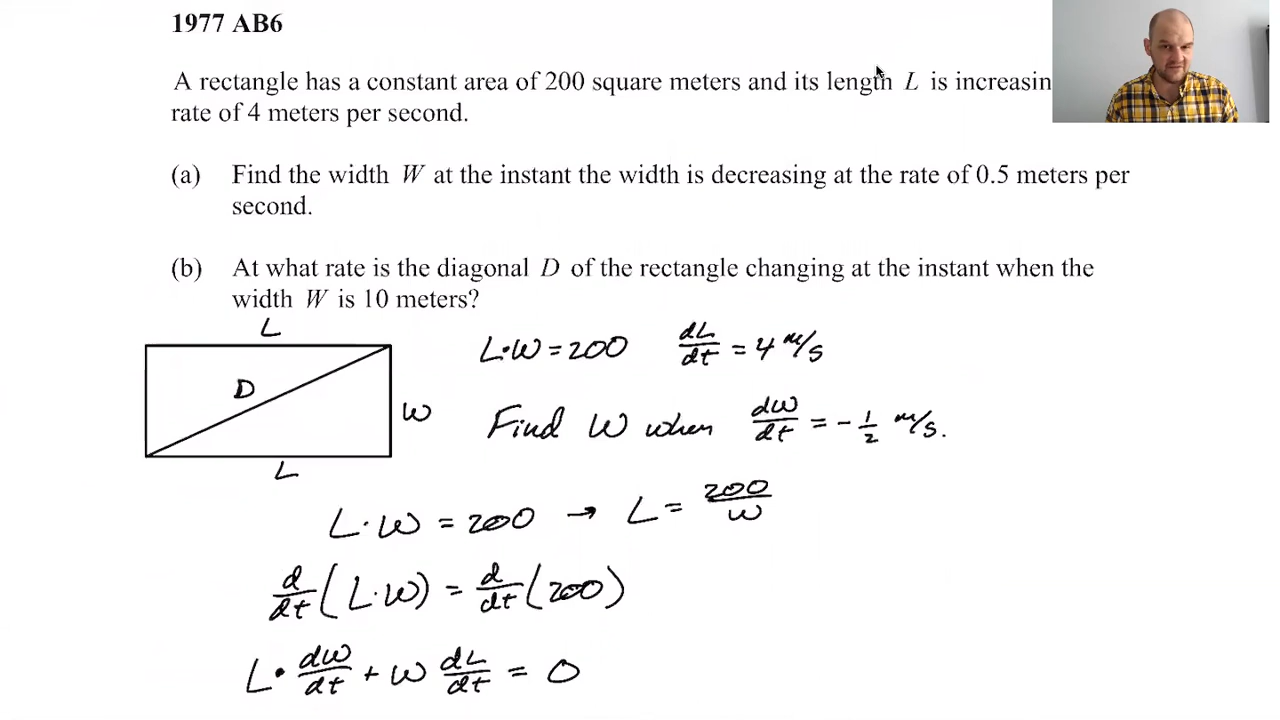 1977 AB6
A rectangle has a constant area of 200 square meters and its length L is increasin
rate of 4 meters per second.
(a) Find the width W at the instant the width is decreasing at the rate of 0.5 meters per
second.
(b) At what rate is the diagonal D of the rectangle changing at the instant when the
width W is 10 meters?
L
D
W
L
L·W = 200 dL/dt = 4 m/s
Find W when dW/dt = -1/2 m/s.
L·W = 200 → L = 200/W
d/dt (L·W) = d/dt (200)
L· dW/dt + W dL/dt = 0